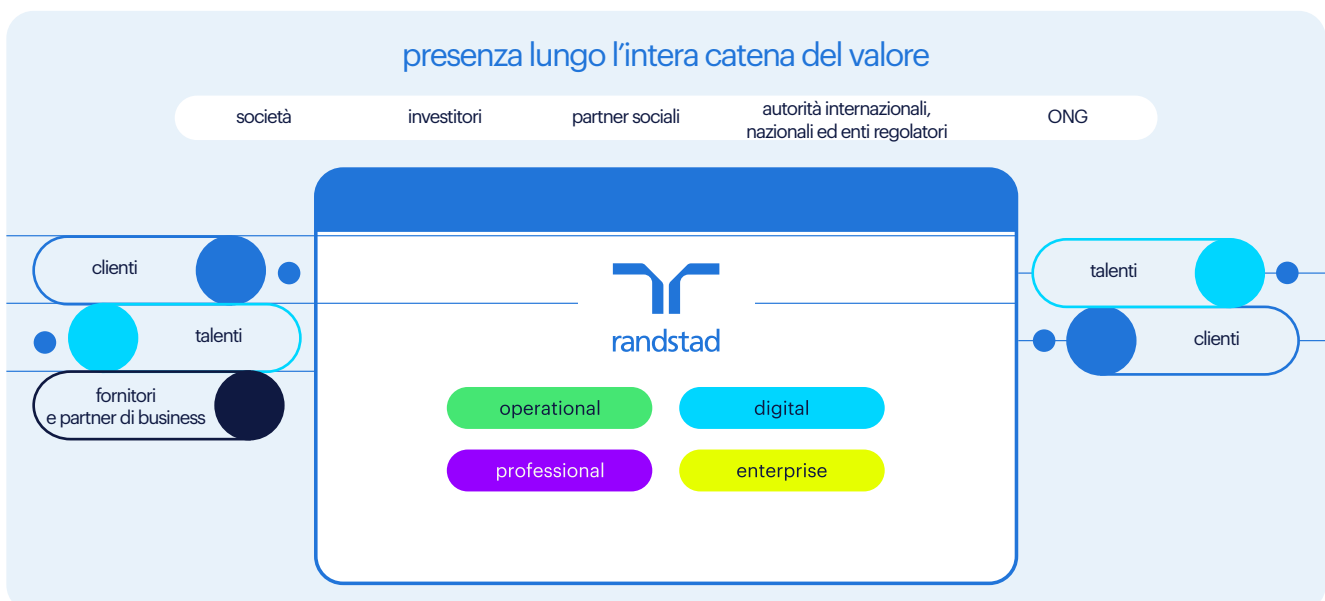 presenza lungo l'intera catena del valore
società
investitori
partner sociali
autorità internazionali,
nazionali ed enti regolatori
ONG
clienti
talenti
fornitori
e partner di business
randstad
operational
digital
professional
enterprise
talenti
clienti